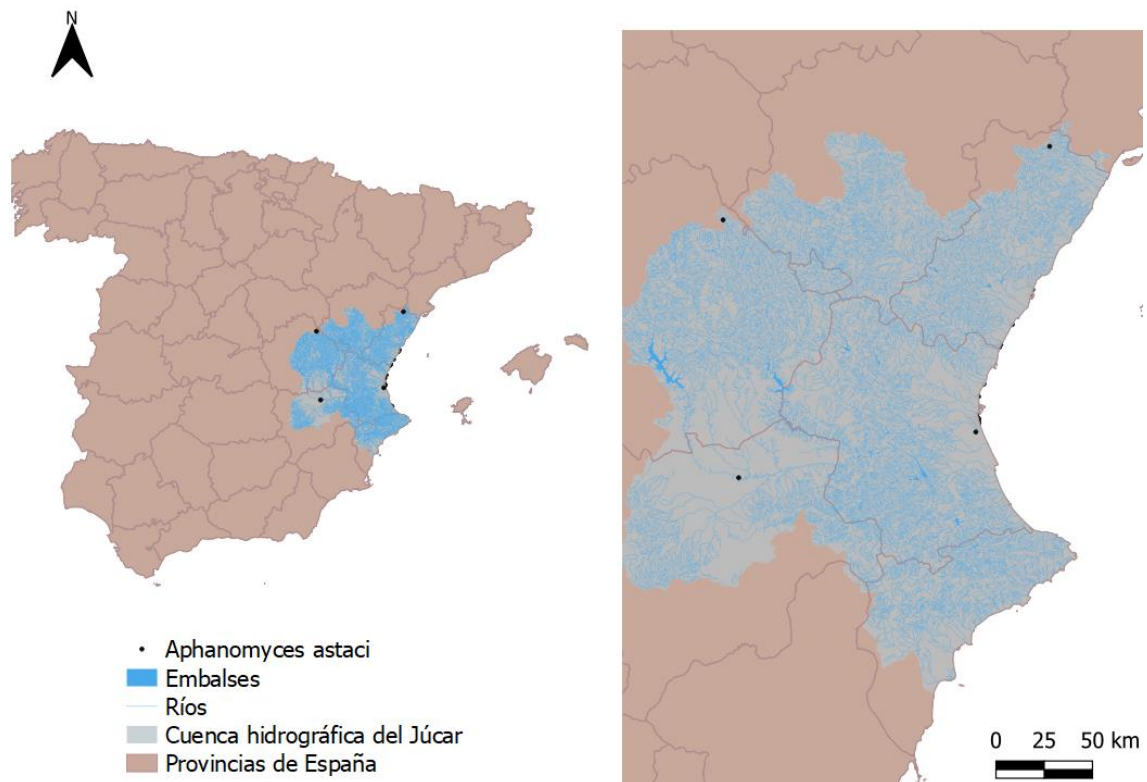 N
Aphanomyces astaci
Embalses
Ríos
Cuenca hidrográfica del Júcar
Provincias de España
0 25 50 km